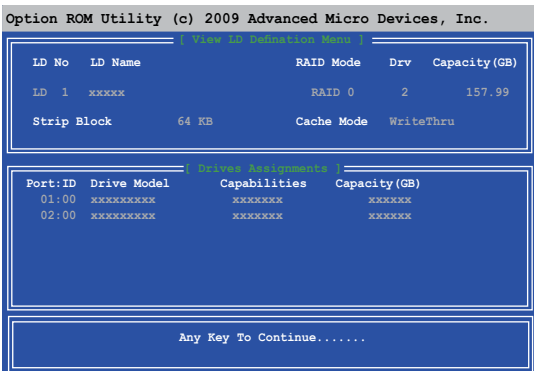 Option ROM Utility (c) 2009 Advanced Micro Devices, Inc.
[ View LD Defination Menu ]
LD No LD Name RAID Mode Drv Capacity(GB)
LD 1 xxxxx RAID 0 2 157.99
Strip Block 64 KB Cache Mode WriteThru
[ Drives Assignments ]
Port:ID Drive Model Capabilities Capacity(GB)
01:00 xxxxxxxxx xxxxxxx xxxxxx
02:00 xxxxxxxxx xxxxxxx xxxxxx
Any Key To Continue.......